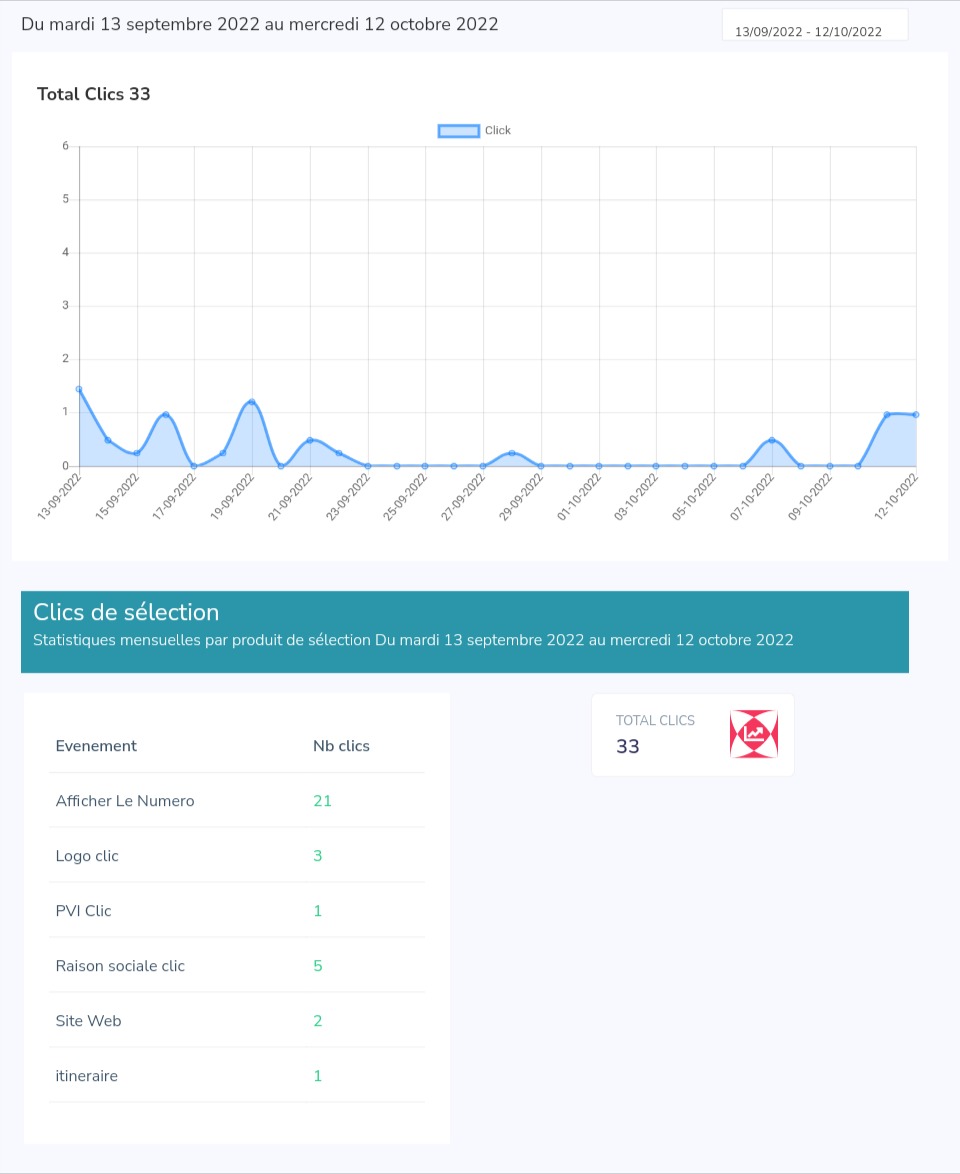 Du mardi 13 septembre 2022 au mercredi 12 octobre 2022
13/09/2022 - 12/10/2022
Total Clics 33
Click
6
5
4
3
2
1
0
13-09-2022
15-09-2022
17-09-2022
19-09-2022
21-09-2022
23-09-2022
25-09-2022
27-09-2022
29-09-2022
01-10-2022
03-10-2022
05-10-2022
07-10-2022
09-10-2022
12-10-2022
Clics de sélection
Statistiques mensuelles par produit de sélection Du mardi 13 septembre 2022 au mercredi 12 octobre 2022
Evenement Nb clics
Afficher Le Numero 21
Logo clic 3
PVI Clic 1
Raison sociale clic 5
Site Web 2
itineraire 1
TOTAL CLICS
33